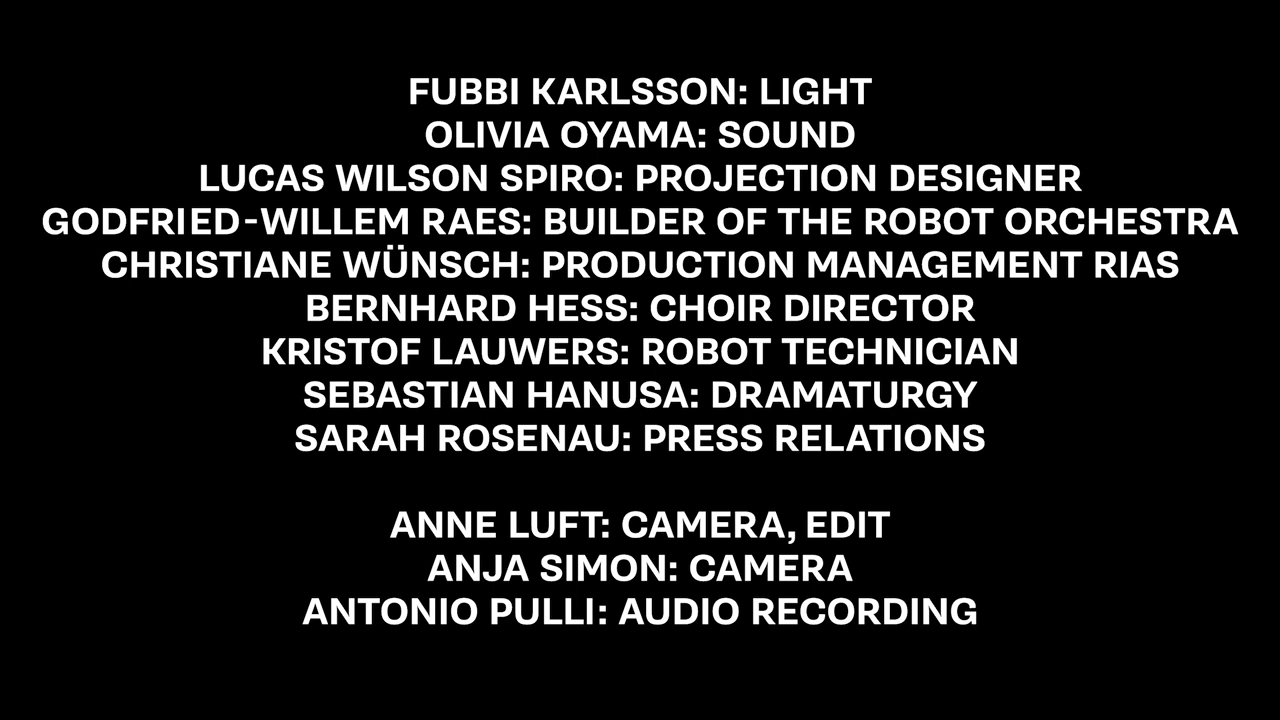 FUBBI KARLSSON: LIGHT
OLIVIA OYAMA: SOUND
LUCAS WILSON SPIRO: PROJECTION DESIGNER
GODFRIED-WILLEM RAES: BUILDER OF THE ROBOT ORCHESTRA
CHRISTIANE WÜNSCH: PRODUCTION MANAGEMENT RIAS
BERNHARD HESS: CHOIR DIRECTOR
KRISTOF LAUWERS: ROBOT TECHNICIAN
SEBASTIAN HANUSA: DRAMATURGY
SARAH ROSENAU: PRESS RELATIONS
ANNE LUFT: CAMERA, EDIT
ANJA SIMON: CAMERA
ANTONIO PULLI: AUDIO RECORDING